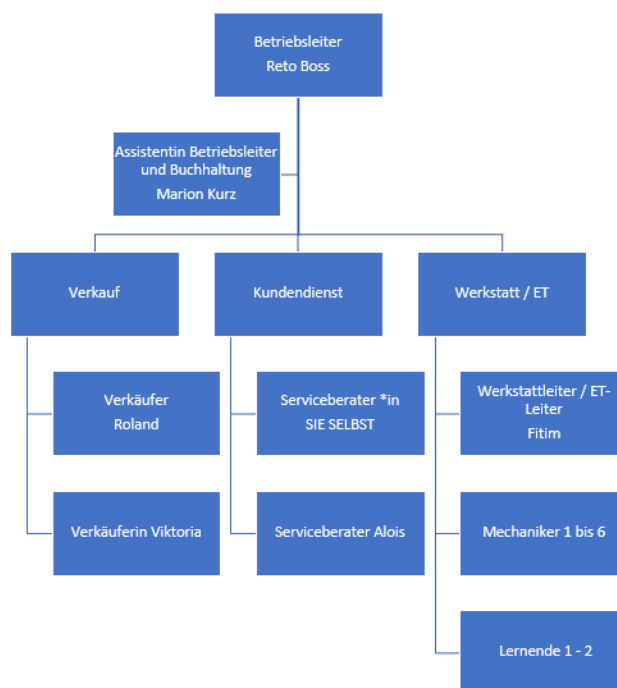 Betriebsleiter
Reto Boss
Assistentin Betriebsleiter
und Buchhaltung
Marion Kurz
Verkauf
Kundendienst
Werkstatt / ET
Verkäufer
Roland
Serviceberater *in
SIE SELBST
Werkstattleiter / ET-
Leiter
Fitim
Verkäuferin Viktoria
Serviceberater Alois
Mechaniker 1 bis 6
Lernende 1 - 2